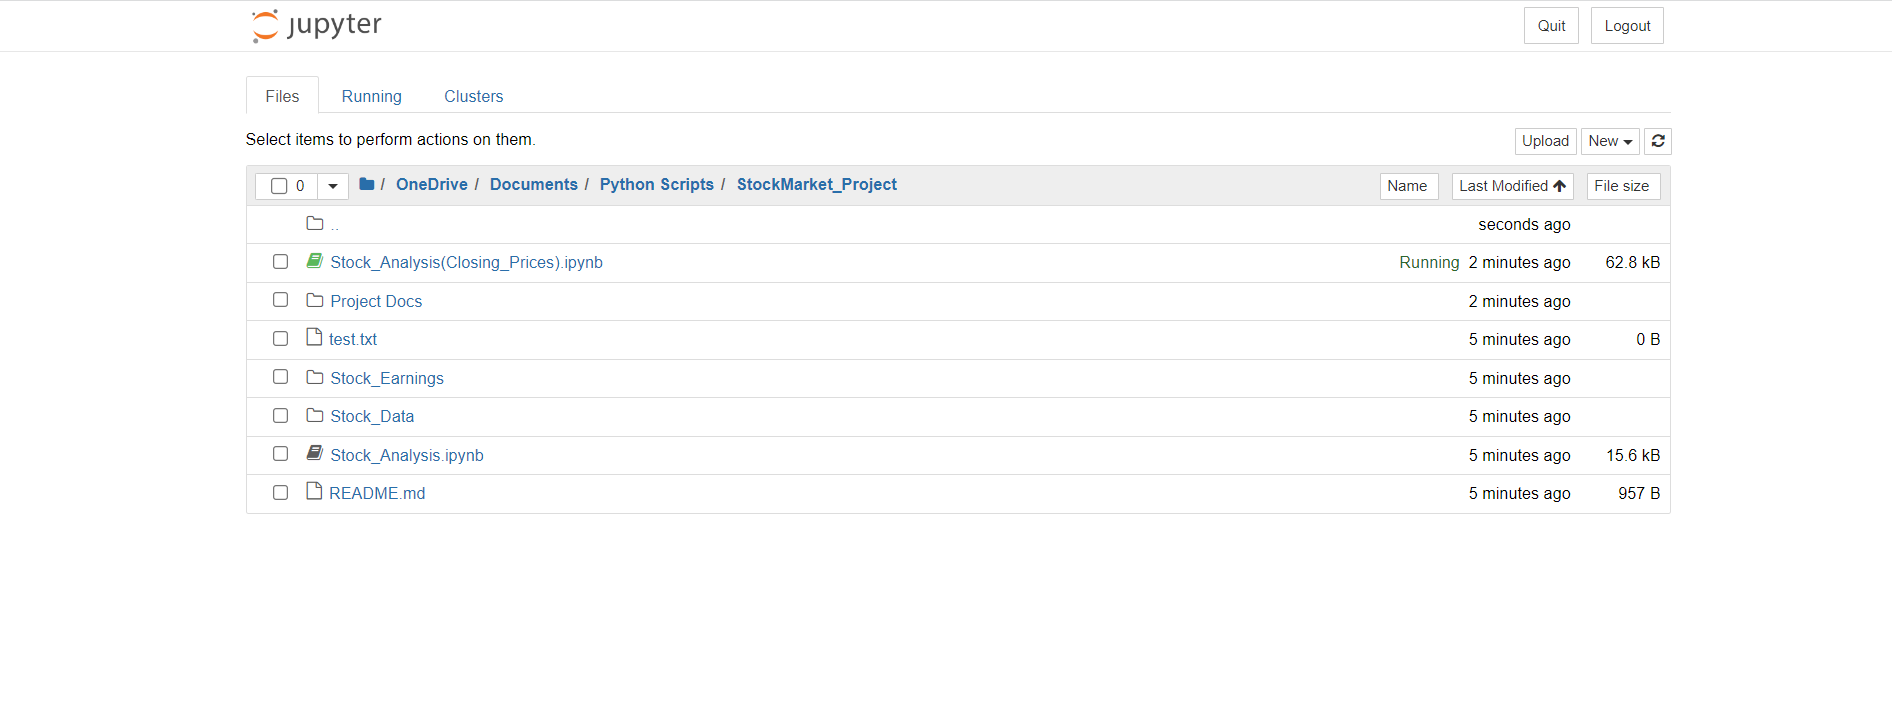 jupyter
Quit Logout
Files Running Clusters
Select items to perform actions on them.
Upload New
0 / OneDrive / Documents / Python Scripts / StockMarket_Project Name Last Modified File size
.. seconds ago
Stock_Analysis(Closing_Prices).ipynb Running 2 minutes ago 62.8 kB
Project Docs 2 minutes ago
test.txt 5 minutes ago 0 B
Stock_Earnings 5 minutes ago
Stock_Data 5 minutes ago
Stock_Analysis.ipynb 5 minutes ago 15.6 kB
README.md 5 minutes ago 957 B